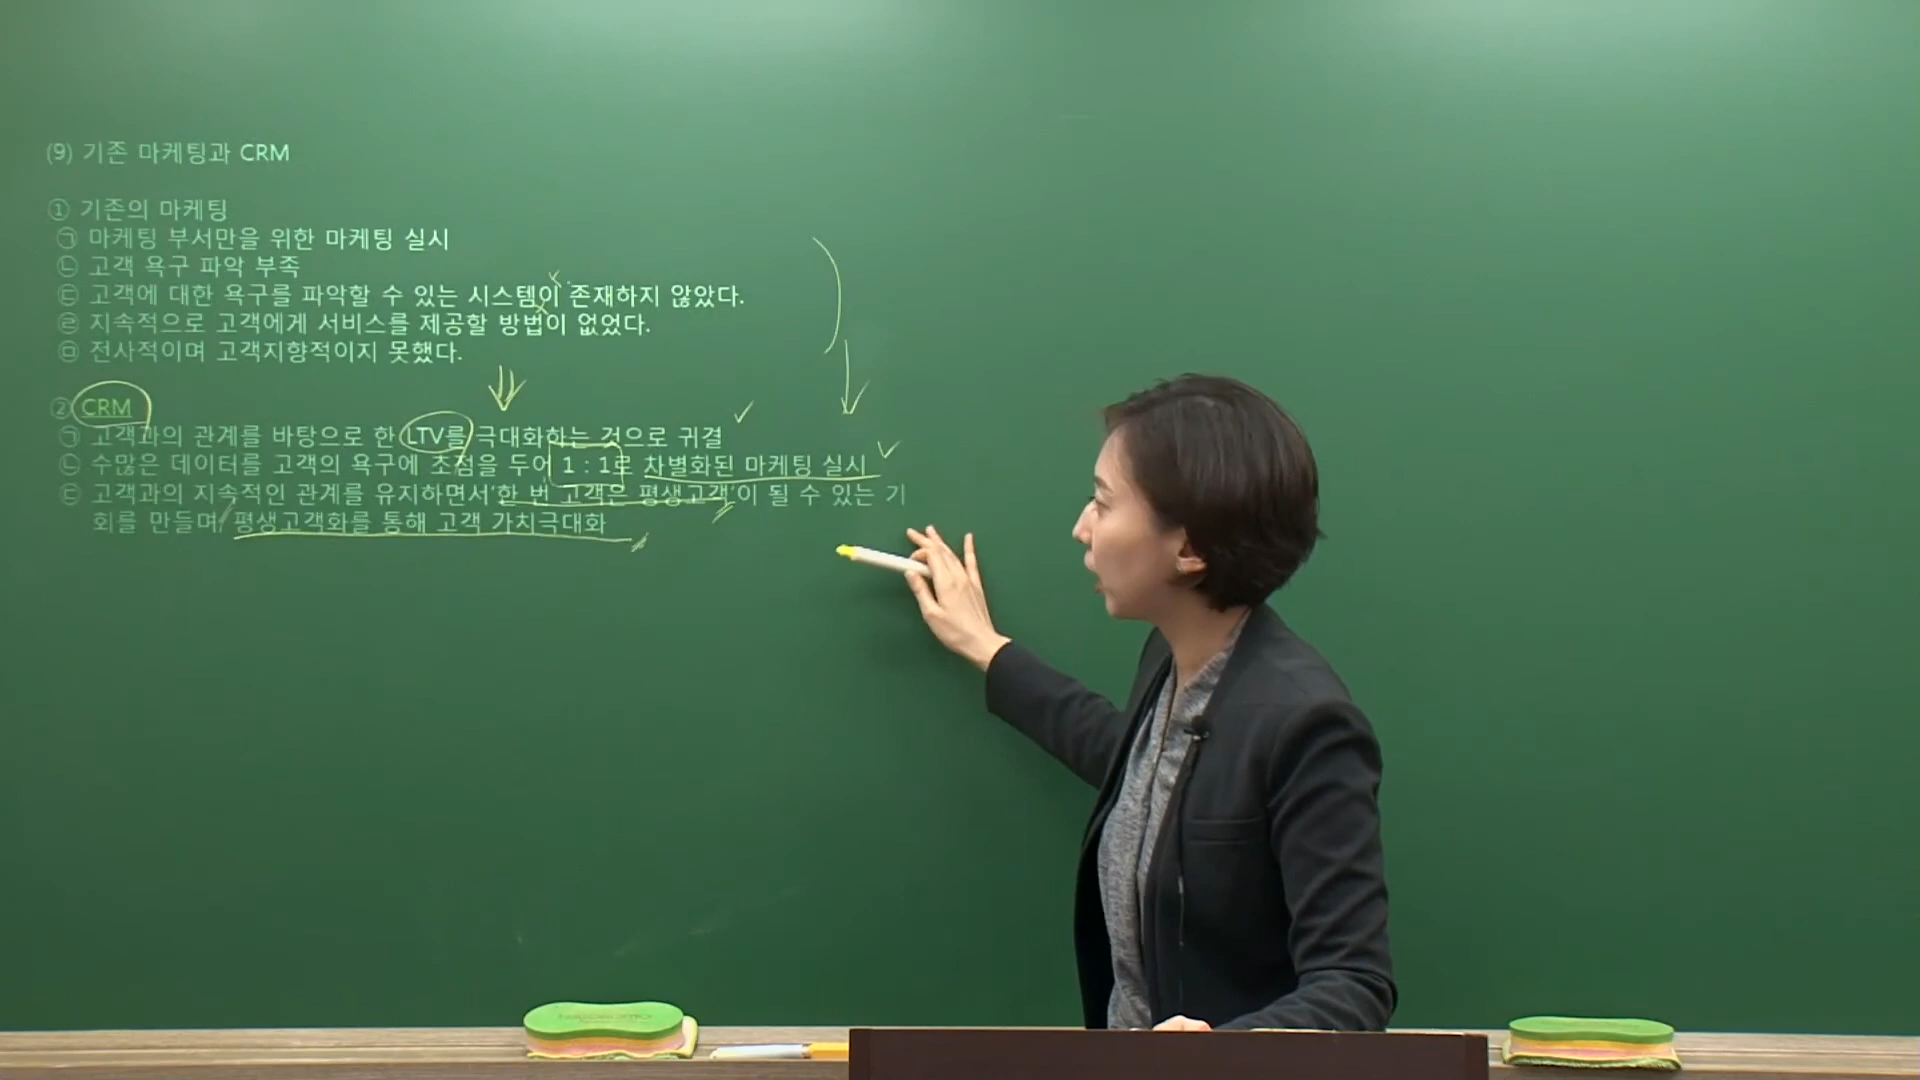 (9) 기존 마케팅과 CRM
① 기존의 마케팅
㉠ 마케팅 부서만을 위한 마케팅 실시
㉡ 고객 욕구 파악 부족
㉢ 고객에 대한 욕구를 파악할 수 있는 시스템이 존재하지 않았다.
㉣ 지속적으로 고객에게 서비스를 제공할 방법이 없었다.
㉤ 전사적이며 고객지향적이지 못했다.
② CRM
㉠ 고객과의 관계를 바탕으로 한 LTV를 극대화하는 것으로 귀결
㉡ 수많은 데이터를 고객의 욕구에 초점을 두어 1 : 1로 차별화된 마케팅 실시
㉢ 고객과의 지속적인 관계를 유지하면서 '한 번 고객은 평생고객'이 될 수 있는 기
회를 만들며, 평생고객화를 통해 고객 가치극대화